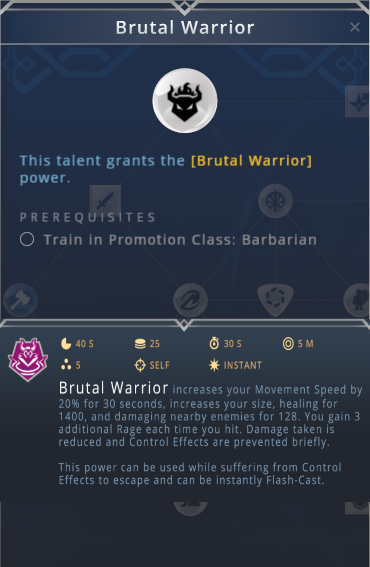 Brutal Warrior
This talent grants the [Brutal Warrior]
power.
PREREQUISITES
Train in Promotion Class: Barbarian
40 S 25 30 S 5 M
5 SELF INSTANT
Brutal Warrior increases your Movement Speed by
20% for 30 seconds, increases your size, healing for
1400, and damaging nearby enemies for 128. You gain 3
additional Rage each time you hit. Damage taken is
reduced and Control Effects are prevented briefly.
This power can be used while suffering from Control
Effects to escape and can be instantly Flash-Cast.